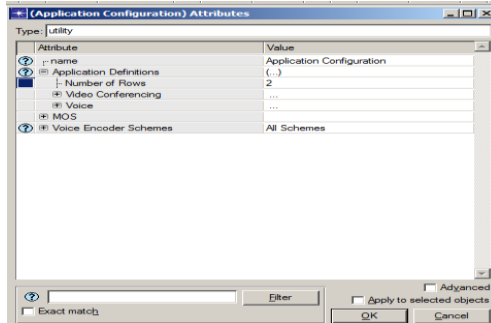 (Application Configuration) Attributes
Type: utility
Attribute Value
name Application Configuration
Application Definitions (...)
Number of Rows 2
Video Conferencing ...
Voice ...
MOS
Voice Encoder Schemes All Schemes
Advanced
Filter Apply to selected objects
Exact match OK Cancel